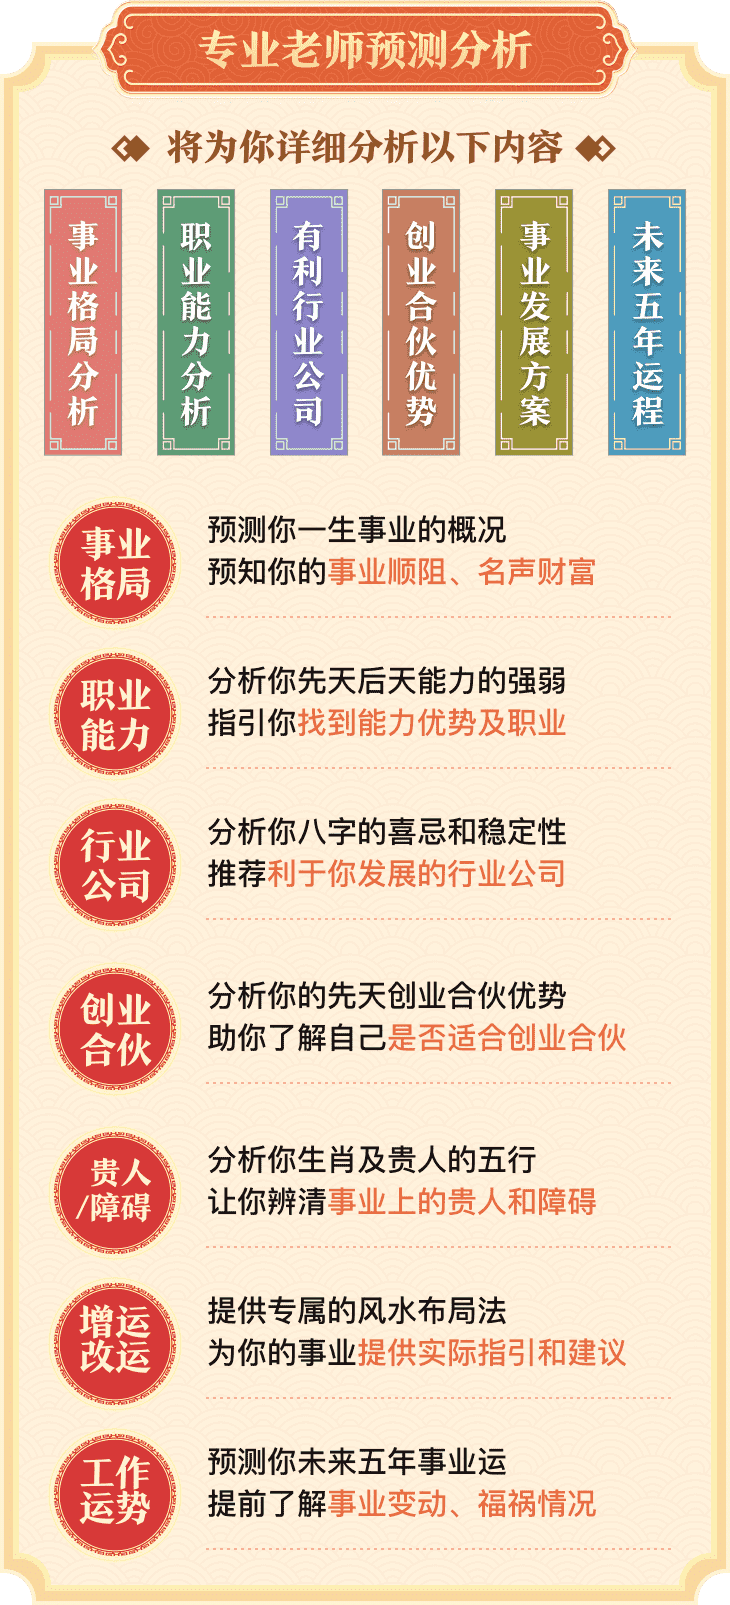 专业老师预测分析
将为你详细分析以下内容
事业格局分析
职业能力分析
有利行业公司
创业合伙优势
事业发展方案
未来五年运程
事业
格局
预测你一生事业的概况
预知你的事业顺阻、名声财富
职业
能力
分析你先天后天能力的强弱
指引你找到能力优势及职业
行业
公司
分析你八字的喜忌和稳定性
推荐利于你发展的行业公司
创业
合伙
分析你的先天创业合伙优势
助你了解自己是否适合创业合伙
贵人
/障碍
分析你生肖及贵人的五行
让你辨清事业上的贵人和障碍
增运
改运
提供专属的风水布局法
为你的事业提供实际指引和建议
工作
运势
预测你未来五年事业运
提前了解事业变动、福祸情况